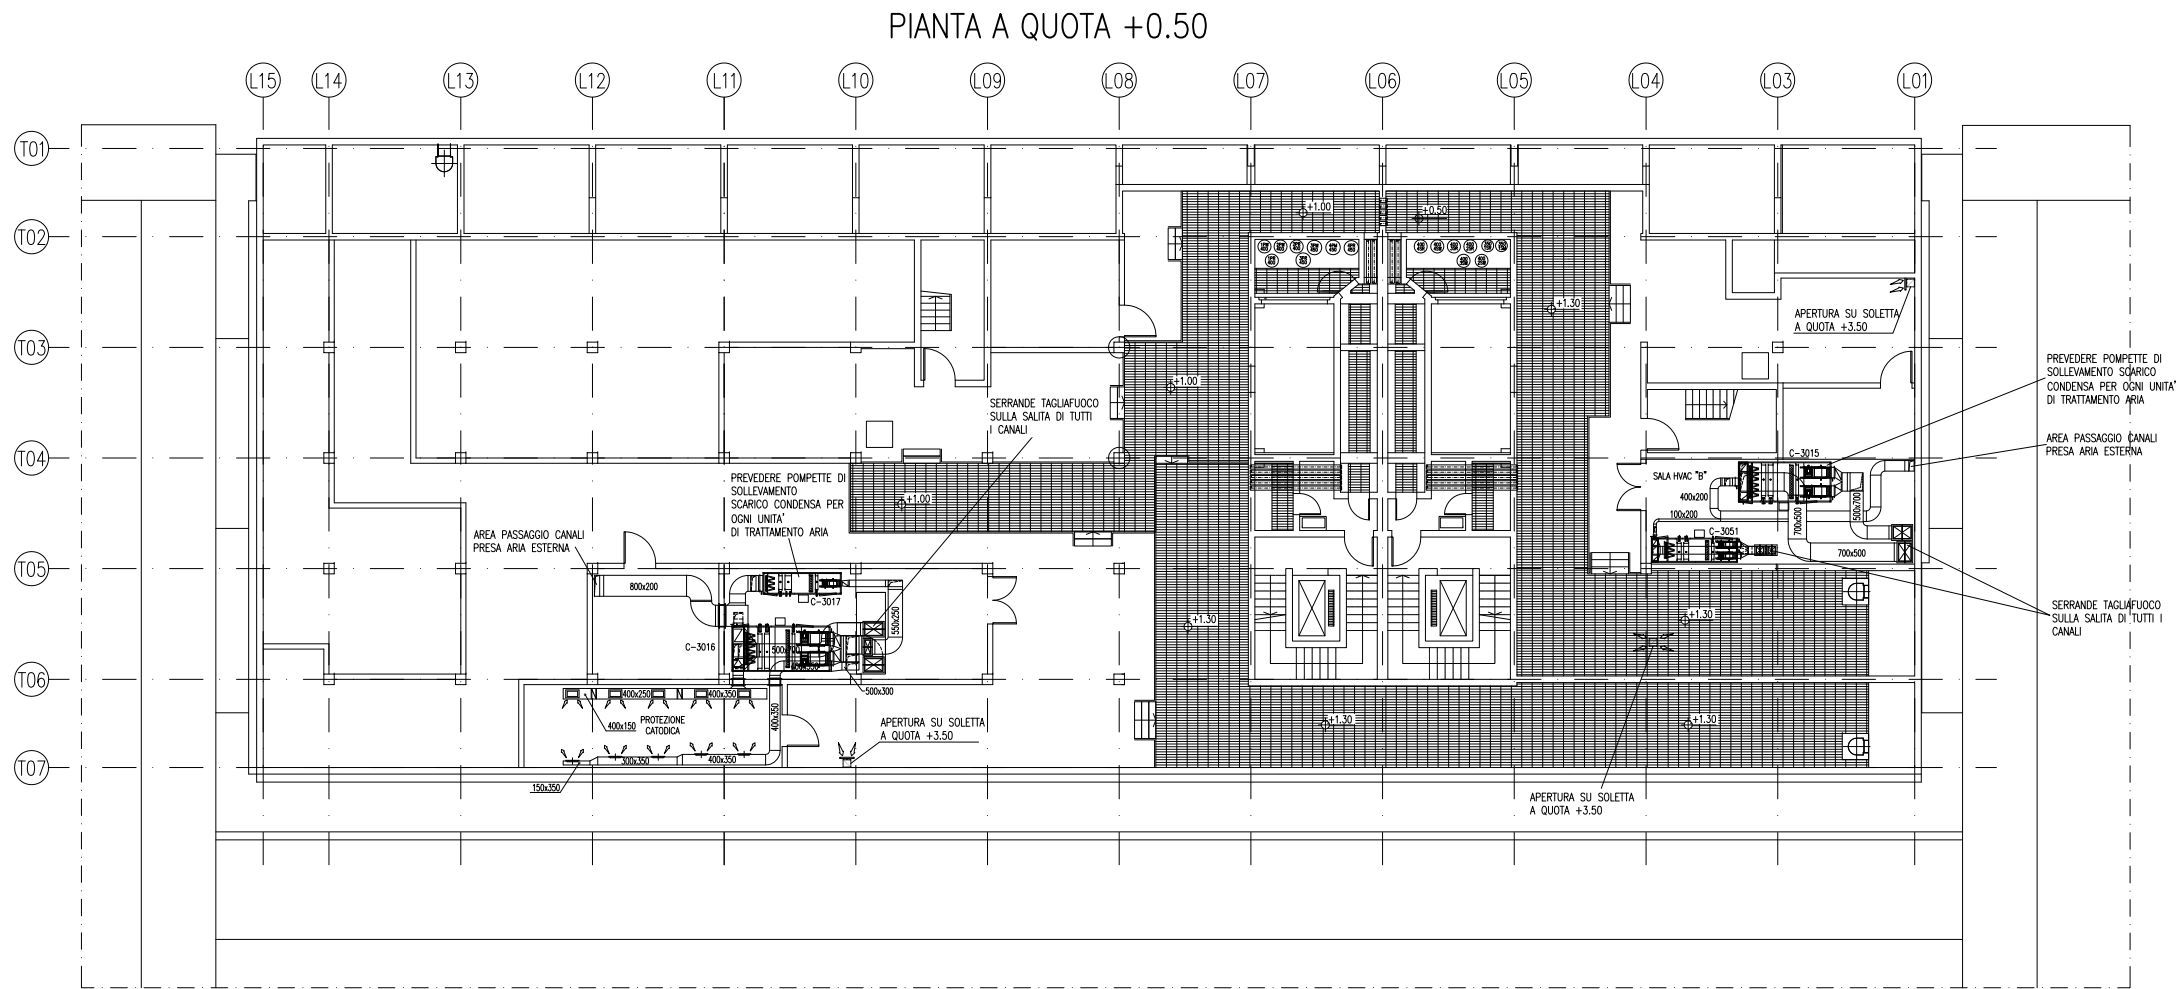 PIANTA A QUOTA +0.50
L15
L14
L13
L12
L11
L10
L09
L08
L07
L06
L05
L04
L03
L01
T01
T02
T03
T04
T05
T06
T07
+1.00
+0.50
+1.30
+1.00
+1.00
+1.30
+1.30
+1.30
+1.30
APERTURA SU SOLETTA
A QUOTA +3.50
PREVEDERE POMPETTE DI
SOLLEVAMENTO SCARICO
CONDENSA PER OGNI UNITA'
DI TRATTAMENTO ARIA
AREA PASSAGGIO CANALI
PRESA ARIA ESTERNA
SERRANDE TAGLIAFUOCO
SULLA SALITA DI TUTTI
I CANALI
PREVEDERE POMPETTE DI
SOLLEVAMENTO
SCARICO CONDENSA PER
OGNI UNITA'
DI TRATTAMENTO ARIA
AREA PASSAGGIO CANALI
PRESA ARIA ESTERNA
C-3015
SALA HVAC "B"
400x200
100x200
C-3051
700x500
500x700
700x500
SERRANDE TAGLIAFUOCO
SULLA SALITA DI TUTTI I
CANALI
800x200
C-3017
550x250
C-3016
500x700
500x300
400x250
400x350
400x150
PROTEZIONE
CATODICA
400x350
300x350
400x350
150x350
APERTURA SU SOLETTA
A QUOTA +3.50
APERTURA SU SOLETTA
A QUOTA +3.50